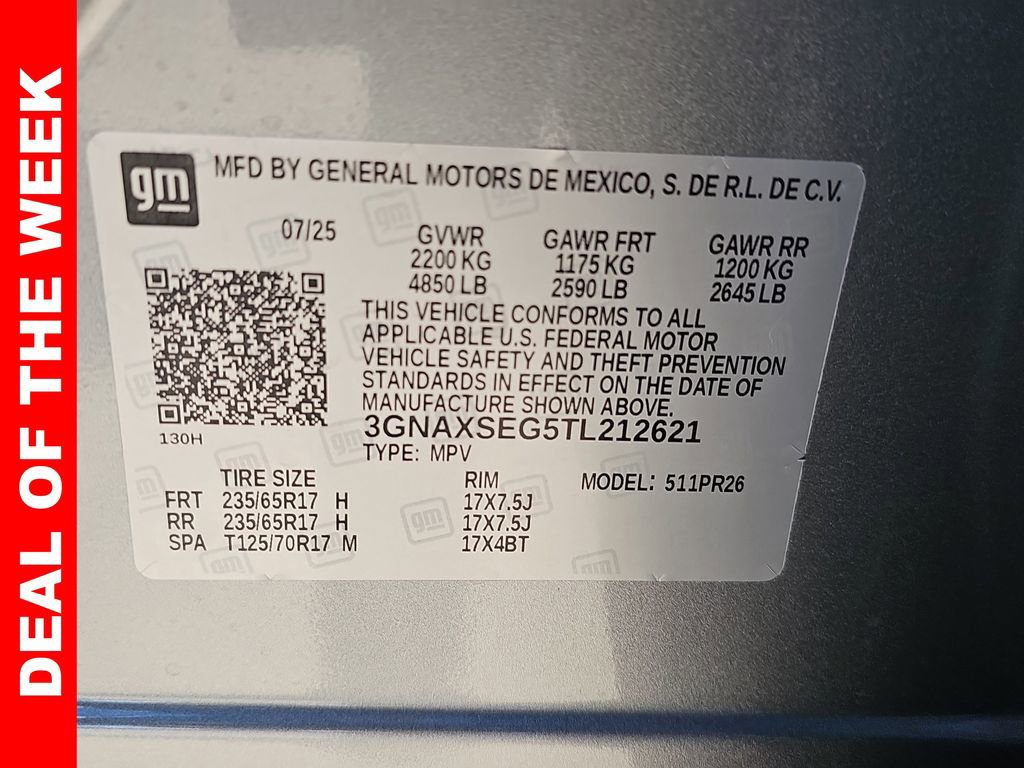 DEAL OF THE WEEK
gm MFD BY GENERAL MOTORS DE MEXICO, S. DE R.L. DE C.V.
07/25 GVWR GAWR FRT GAWR RR
2200 KG 1175 KG 1200 KG
4850 LB 2590 LB 2645 LB
THIS VEHICLE CONFORMS TO ALL
APPLICABLE U.S. FEDERAL MOTOR
VEHICLE SAFETY AND THEFT PREVENTION
STANDARDS IN EFFECT ON THE DATE OF
MANUFACTURE SHOWN ABOVE.
130H
3GNAXSEG5TL212621
TYPE: MPV
TIRE SIZE RIM MODEL: 511PR26
FRT 235/65R17 H 17X7.5J
RR 235/65R17 H 17X7.5J
SPA T125/70R17 M 17X4BT